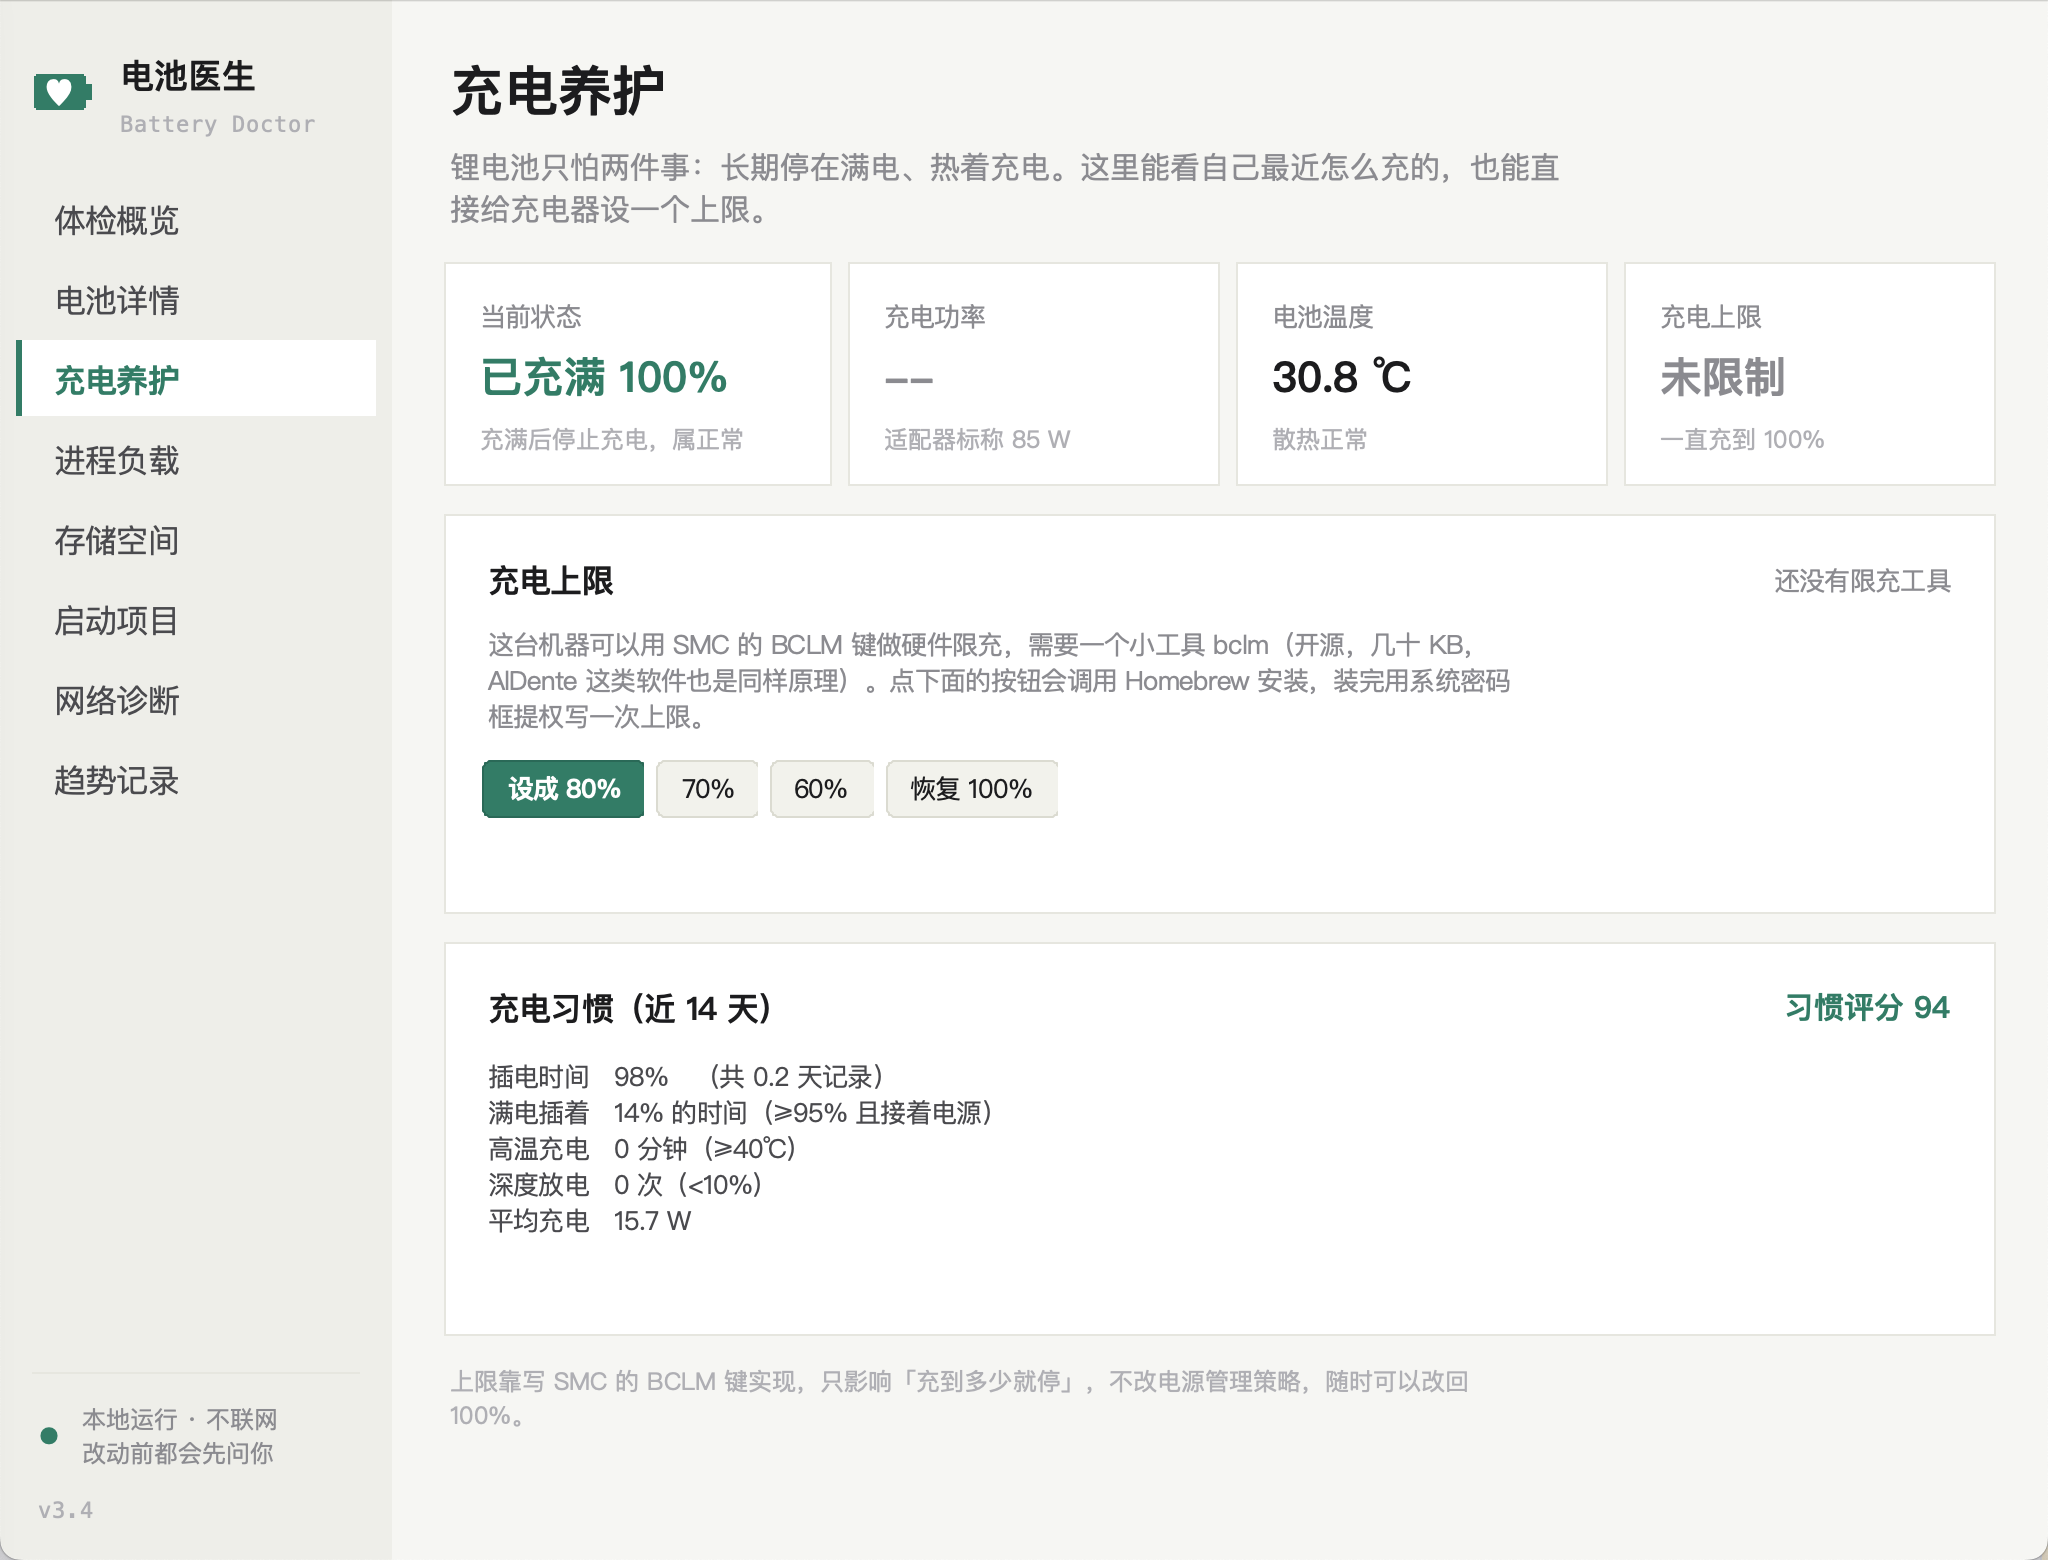 电池医生
Battery Doctor
体检概览
电池详情
充电养护
进程负载
存储空间
启动项目
网络诊断
趋势记录
本地运行 · 不联网
改动前都会先问你
v3.4
充电养护
锂电池只怕两件事：长期停在满电、热着充电。这里能看自己最近怎么充的，也能直
接给充电器设一个上限。
当前状态
已充满 100%
充满后停止充电，属正常
充电功率
——
适配器标称 85 W
电池温度
30.8 ℃
散热正常
充电上限
未限制
一直充到 100%
充电上限
还没有限充工具
这台机器可以用 SMC 的 BCLM 键做硬件限充，需要一个小工具 bclm（开源，几十 KB，
AlDente 这类软件也是同样原理）。点下面的按钮会调用 Homebrew 安装，装完用系统密码
框提权写一次上限。
设成 80%
70%
60%
恢复 100%
充电习惯（近 14 天）
习惯评分 94
插电时间 98% （共 0.2 天记录）
满电插着 14% 的时间（≥95% 且接着电源）
高温充电 0 分钟（≥40℃）
深度放电 0 次（<10%）
平均充电 15.7 W
上限靠写 SMC 的 BCLM 键实现，只影响「充到多少就停」，不改电源管理策略，随时可以改回
100%。